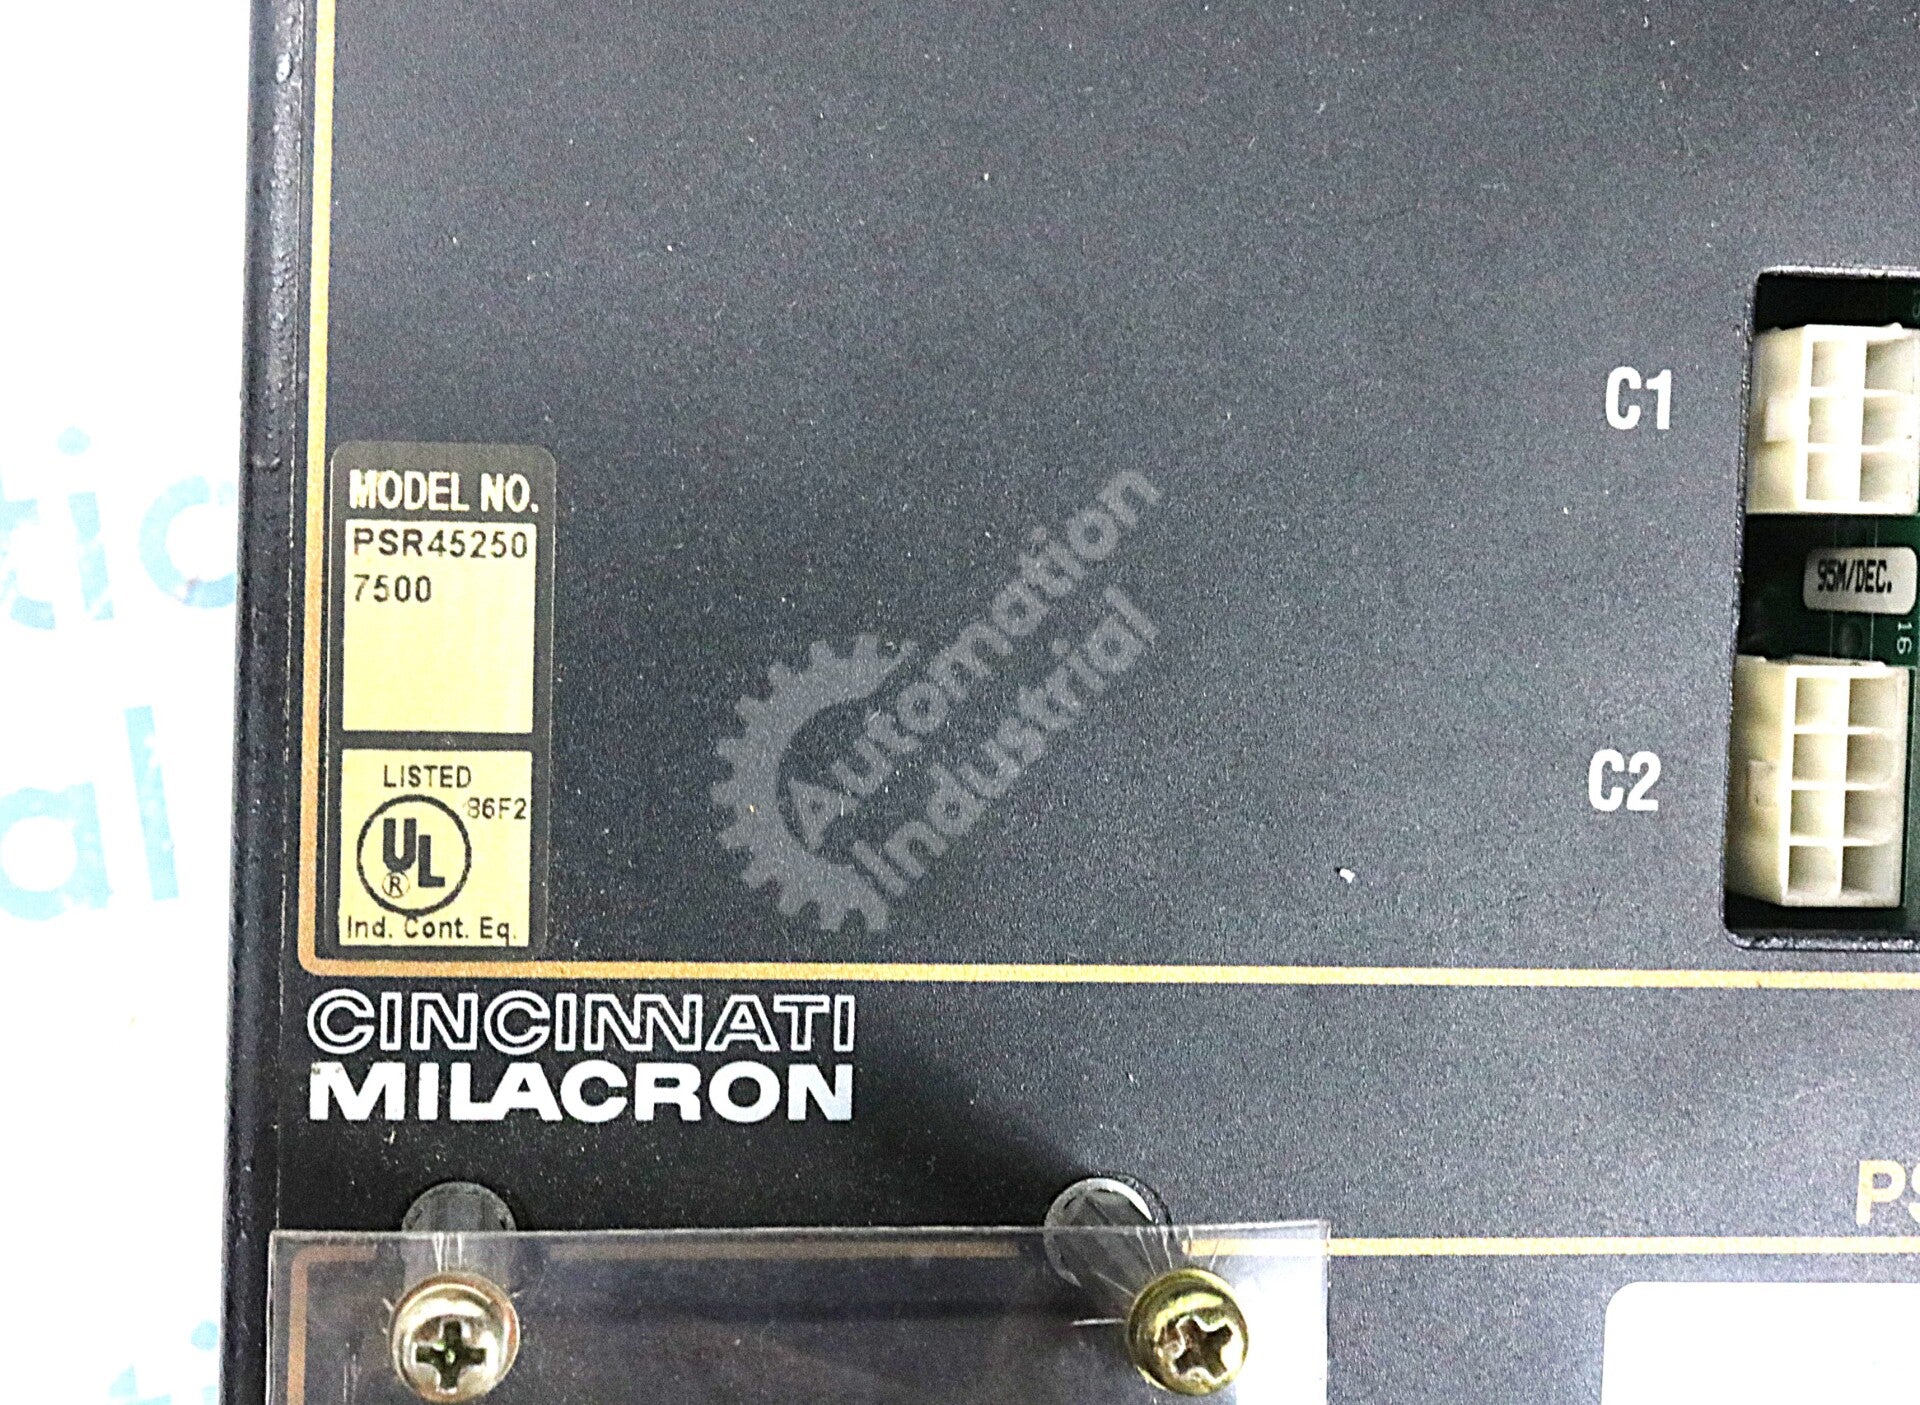 MODEL NO.
PSR45250
7500
LISTED
86F2
UL
®
Ind. Cont. Eq.
CINCINNATI
MILACRON
C1
95M/DEC.
16
C2
PS
Automation
Industrial